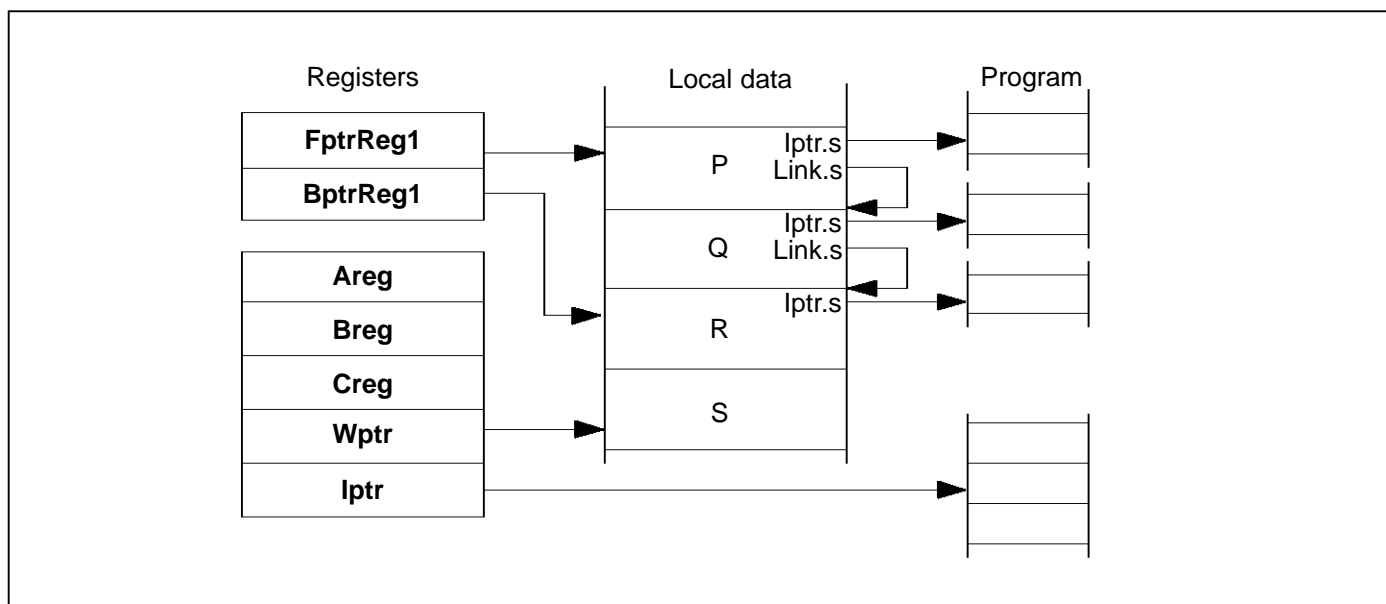 Registers
Local data
Program
FptrReg1
BptrReg1
Areg
Breg
Creg
Wptr
Iptr
P
Iptr.s
Link.s
Q
Iptr.s
Link.s
R
Iptr.s
S